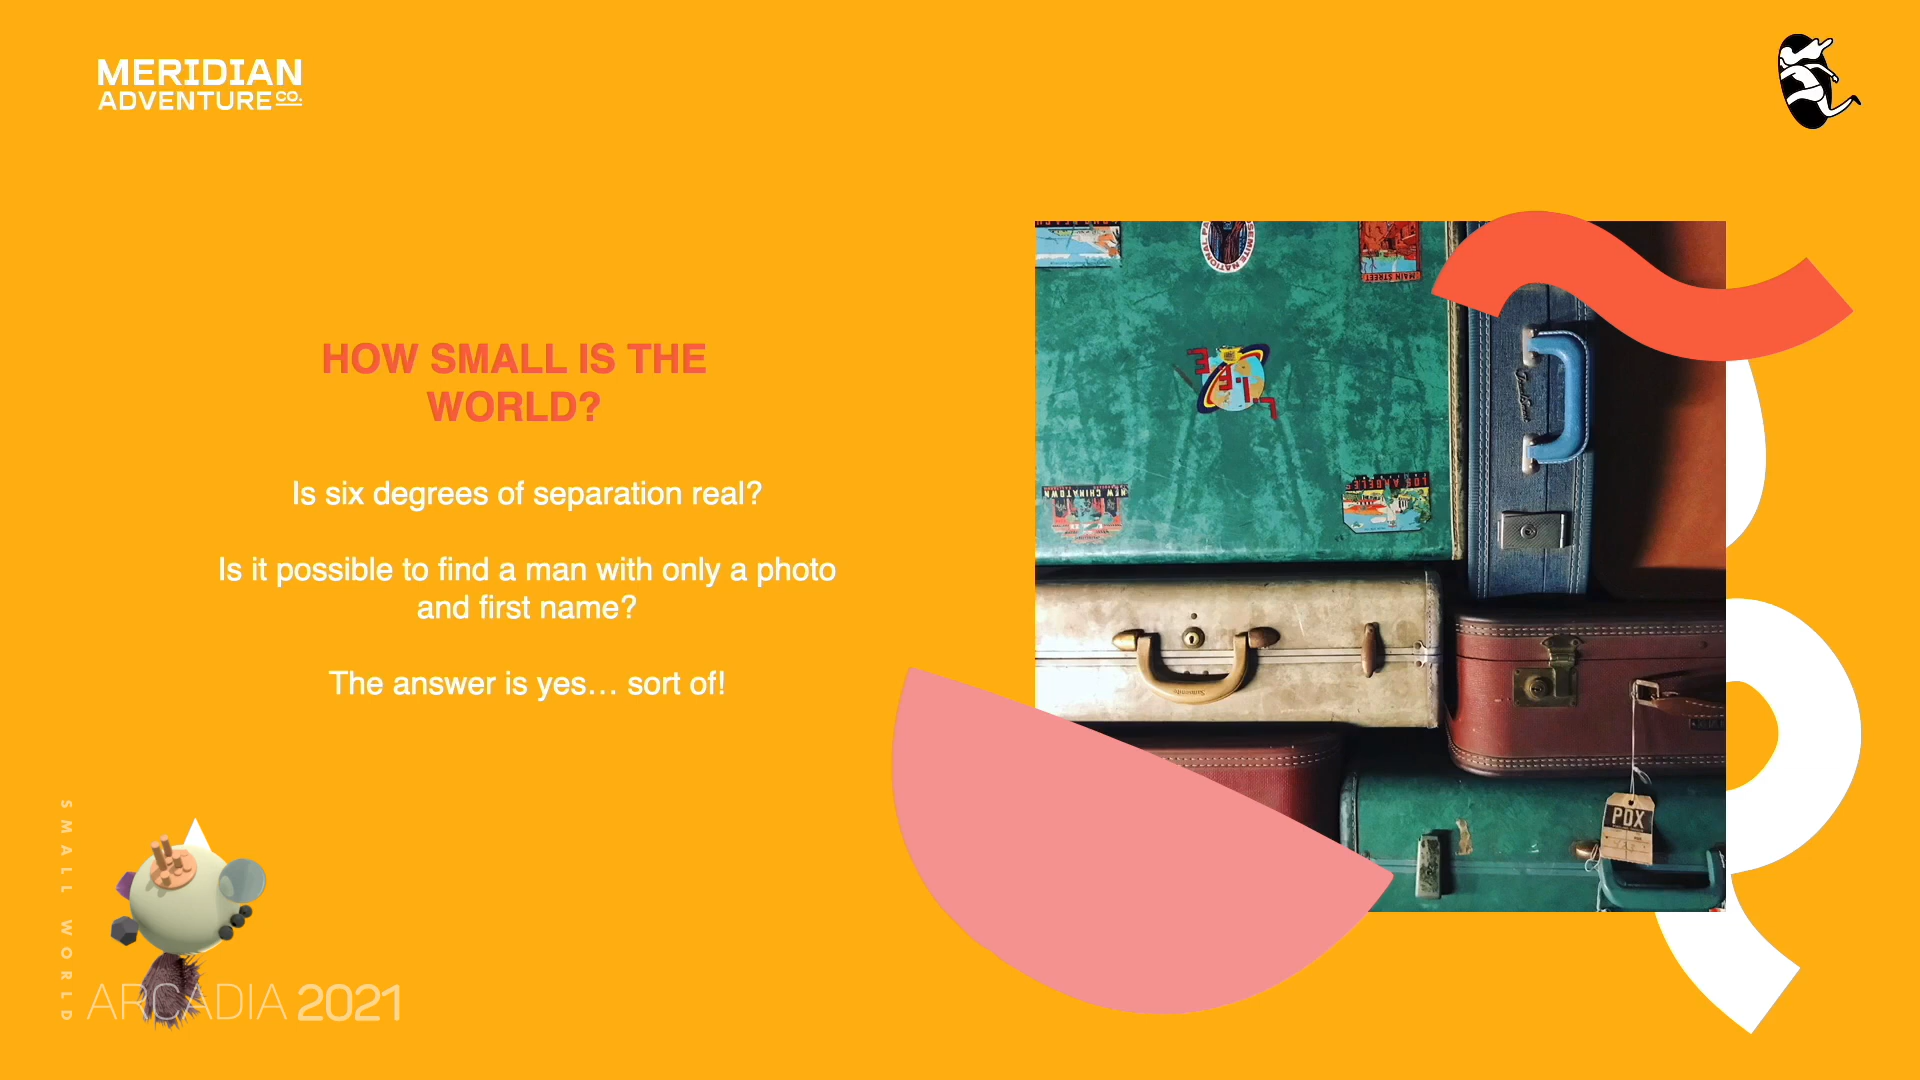 MERIDIAN
ADVENTURE CO.
HOW SMALL IS THE
WORLD?
Is six degrees of separation real?
Is it possible to find a man with only a photo
and first name?
The answer is yes… sort of!
MAIN STREET
LIFE
NEW CHINATOWN
LOS ANGELES
Samsonite
PDX
SMALL WORLD
ARCADIA 2021